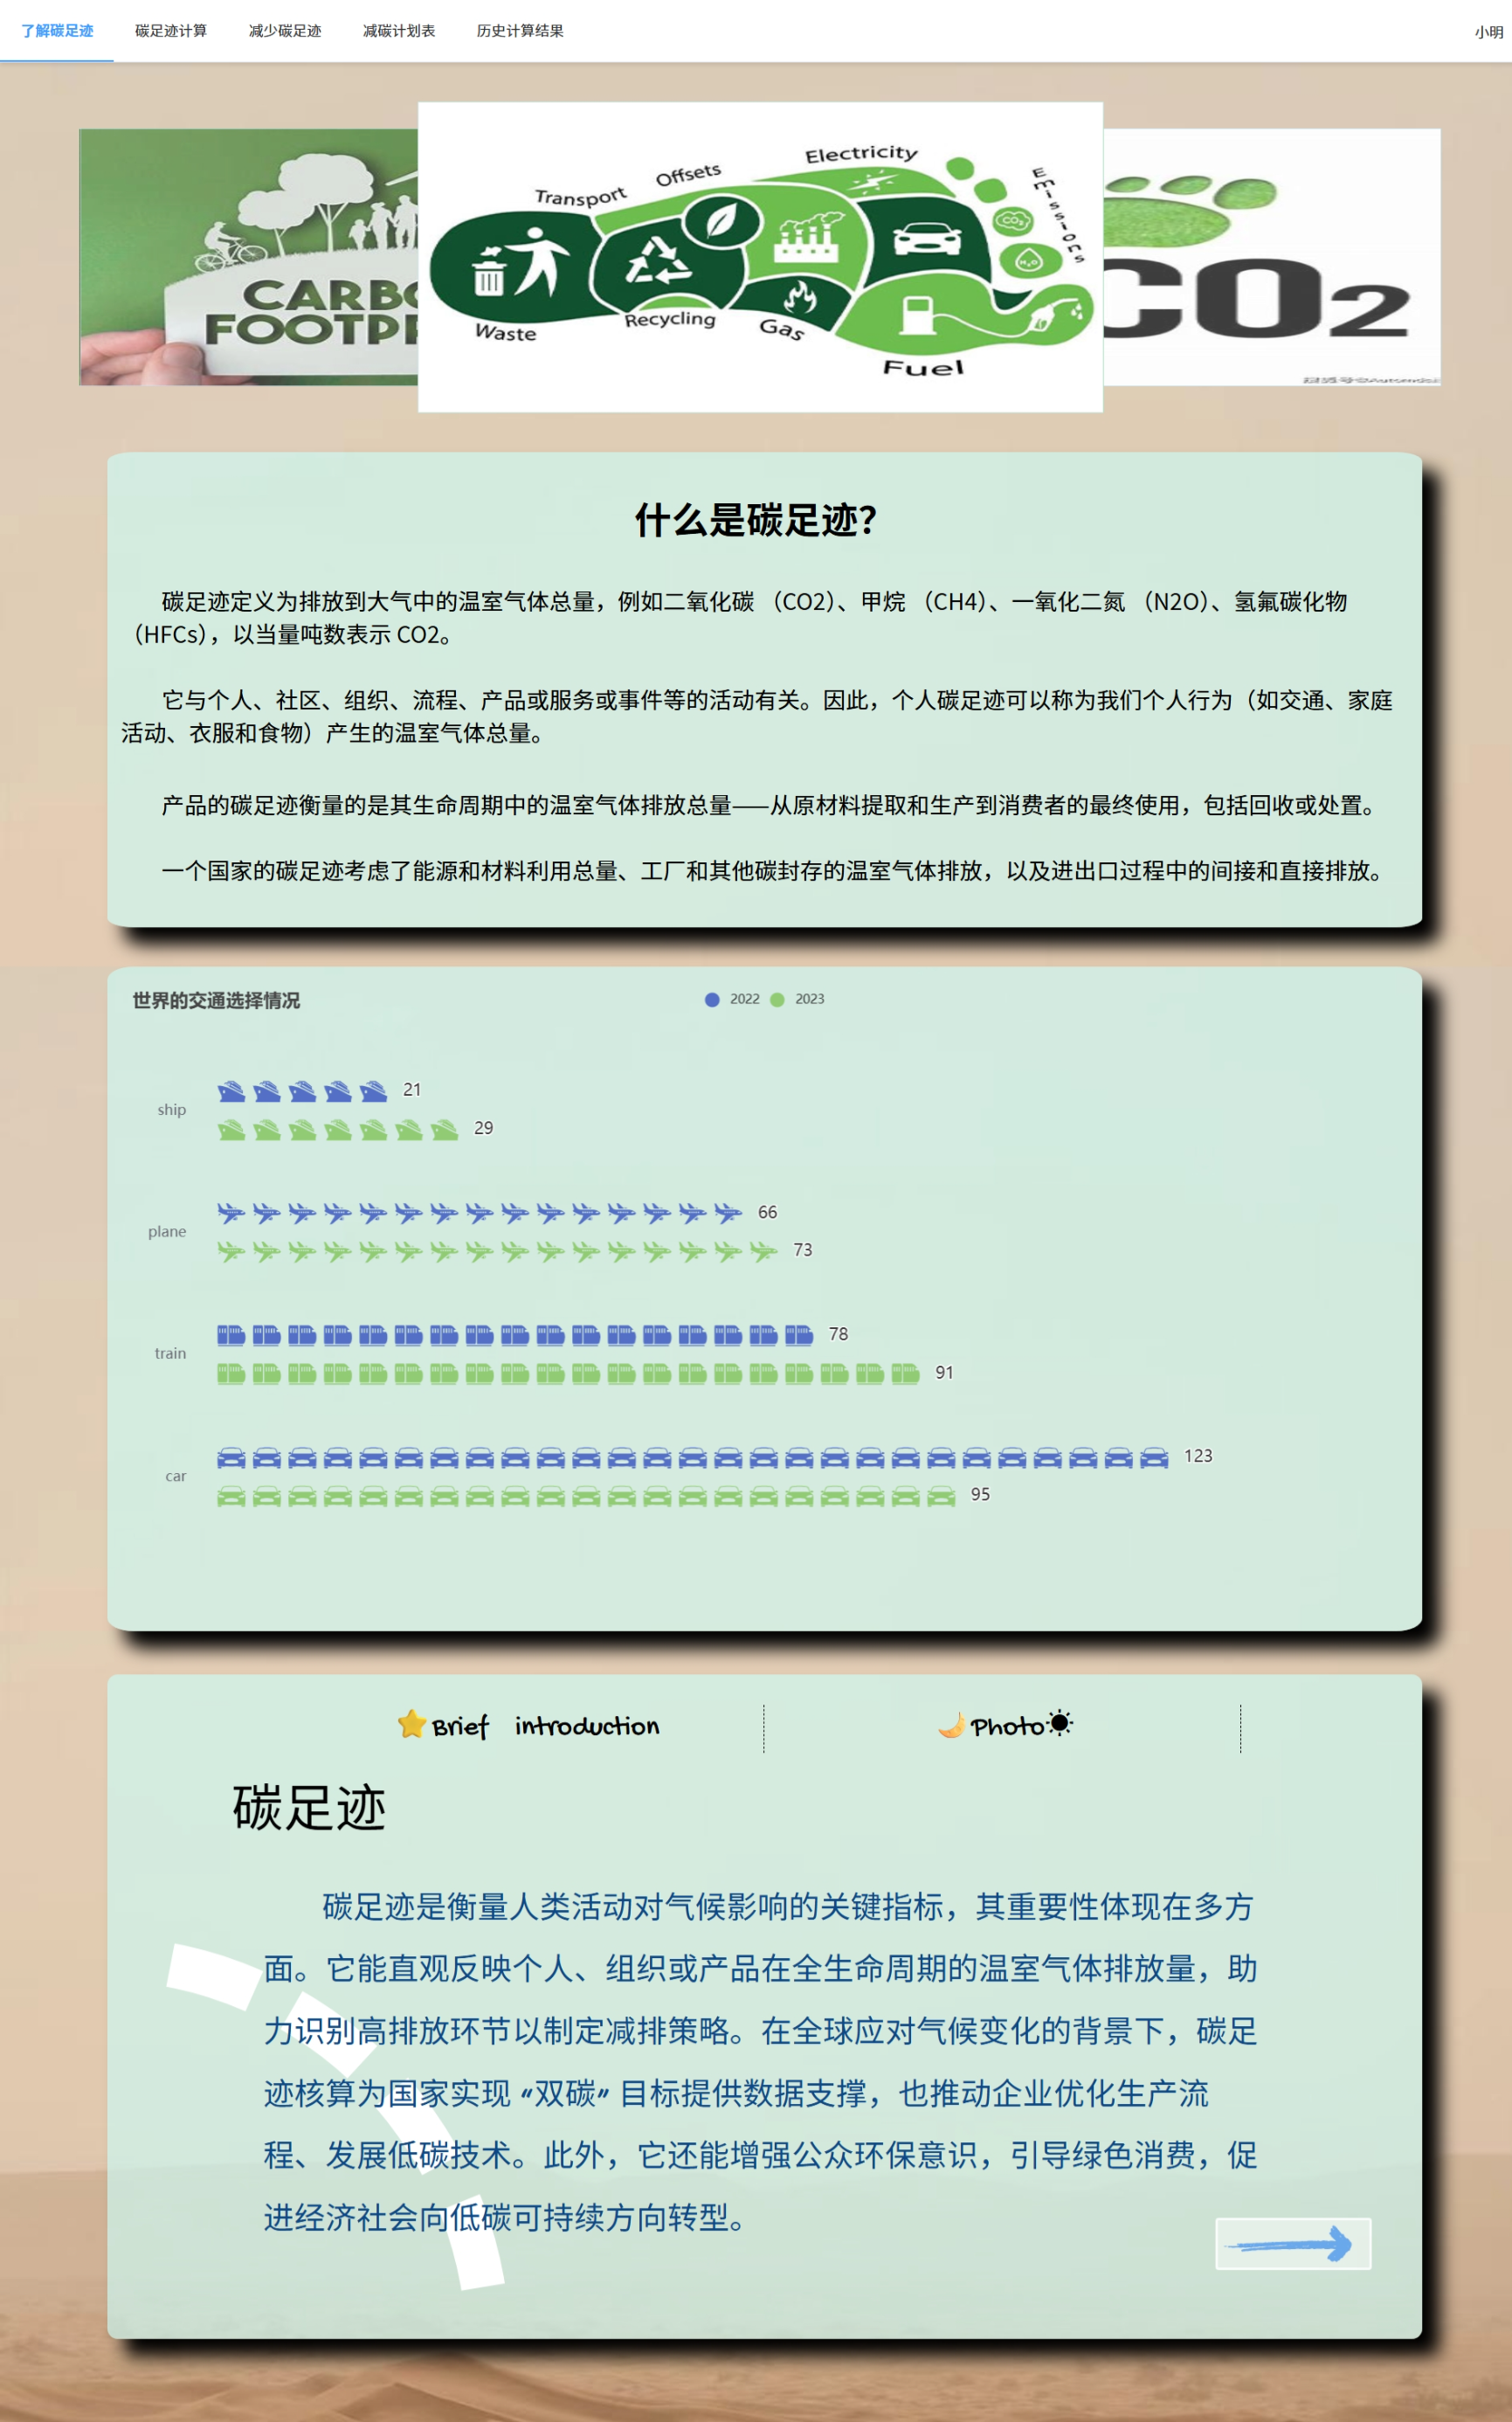 了解碳足迹
碳足迹计算
减少碳足迹
减碳计划表
历史计算结果
小明
CARBO
FOOTP
Transport
Offsets
Electricity
Emissions
CO₂
H₂O
Waste
Recycling
Gas
Fuel
CO2
什么是碳足迹？
碳足迹定义为排放到大气中的温室气体总量，例如二氧化碳 （CO2）、甲烷 （CH4）、一氧化二氮 （N2O）、氢氟碳化物
（HFCs），以当量吨数表示 CO2。
它与个人、社区、组织、流程、产品或服务或事件等的活动有关。因此，个人碳足迹可以称为我们个人行为（如交通、家庭
活动、衣服和食物）产生的温室气体总量。
产品的碳足迹衡量的是其生命周期中的温室气体排放总量——从原材料提取和生产到消费者的最终使用，包括回收或处置。
一个国家的碳足迹考虑了能源和材料利用总量、工厂和其他碳封存的温室气体排放，以及进出口过程中的间接和直接排放。
世界的交通选择情况
2022
2023
ship
21
29
plane
66
73
train
78
91
car
123
95
⭐Brief introduction
🌙Photo☀
碳足迹
碳足迹是衡量人类活动对气候影响的关键指标，其重要性体现在多方
面。它能直观反映个人、组织或产品在全生命周期的温室气体排放量，助
力识别高排放环节以制定减排策略。在全球应对气候变化的背景下，碳足
迹核算为国家实现 “双碳” 目标提供数据支撑，也推动企业优化生产流
程、发展低碳技术。此外，它还能增强公众环保意识，引导绿色消费，促
进经济社会向低碳可持续方向转型。